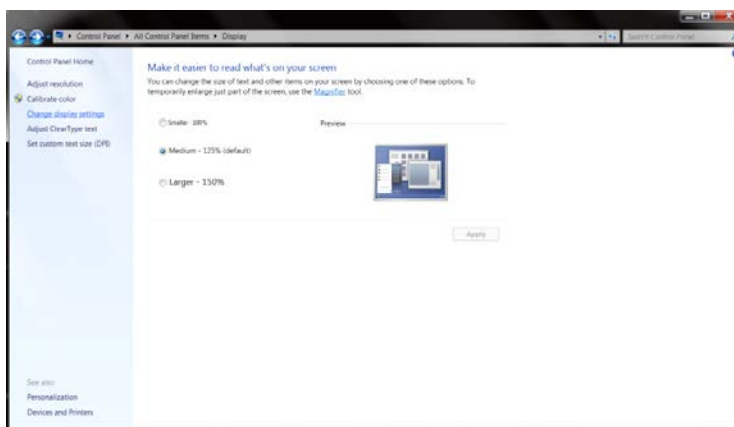 Control Panel ▸ All Control Panel Items ▸ Display
Search Control Panel
Control Panel Home
Adjust resolution
Calibrate color
Change display settings
Adjust ClearType text
Set custom text size (DPI)
Make it easier to read what's on your screen
You can change the size of text and other items on your screen by choosing one of these options. To
temporarily enlarge just part of the screen, use the Magnifier tool.
Smaller - 100%
Preview
Medium - 125% (default)
Larger - 150%
Apply
See also
Personalization
Devices and Printers